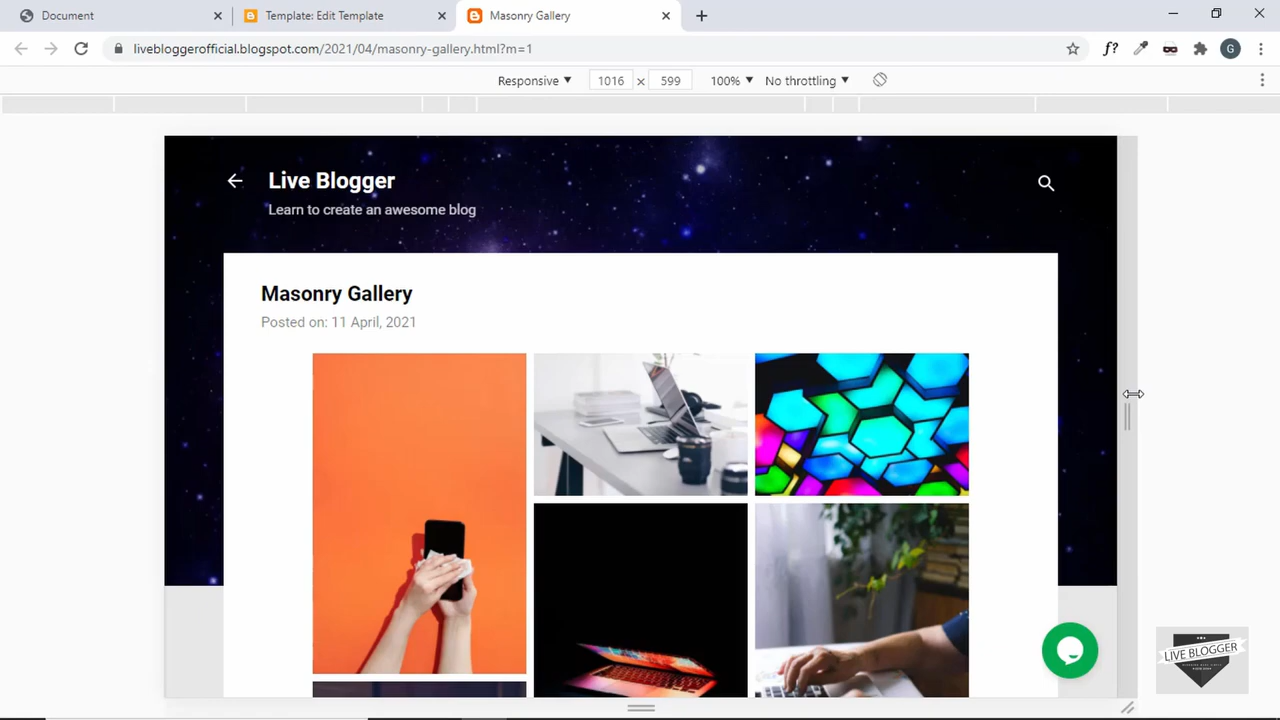 Document
Template: Edit Template
Masonry Gallery
livebloggerofficial.blogspot.com/2021/04/masonry-gallery.html?m=1
f?
G
Responsive
1016 × 599
100%
No throttling
Live Blogger
Learn to create an awesome blog
Masonry Gallery
Posted on: 11 April, 2021
LIVE BLOGGER